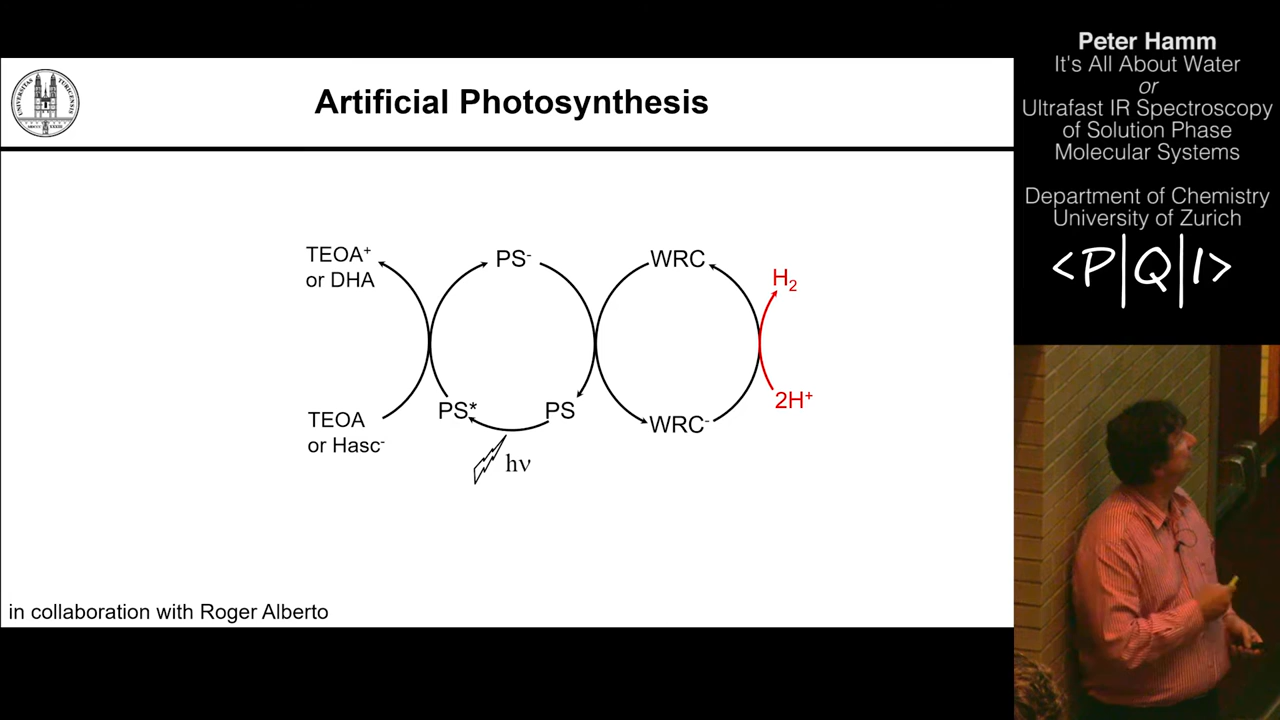 Artificial Photosynthesis
TEOA⁺
or DHA
PS⁻
WRC
H₂
PS*
PS
2H⁺
TEOA
or Hasc⁻
WRC⁻
hν
in collaboration with Roger Alberto
Peter Hamm
It's All About Water
or
Ultrafast IR Spectroscopy
of Solution Phase
Molecular Systems
Department of Chemistry
University of Zurich
<P|Q|I>